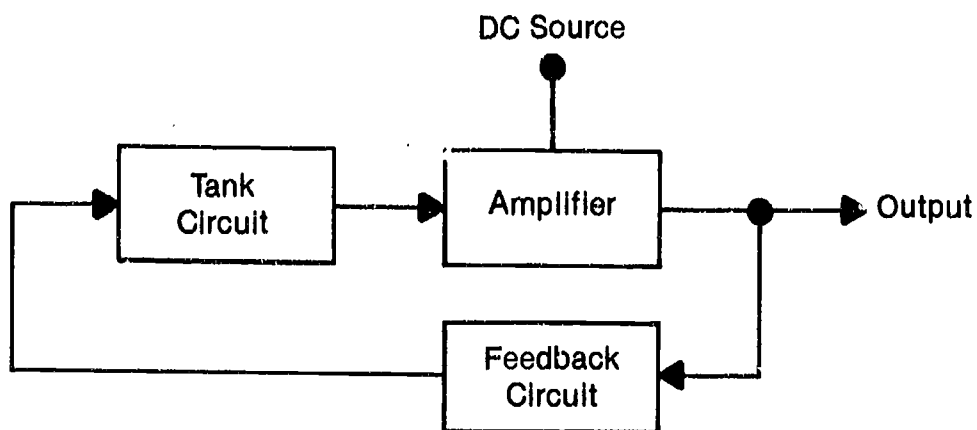 DC Source
Tank
Circuit
Amplifier
Output
Feedback
Circuit